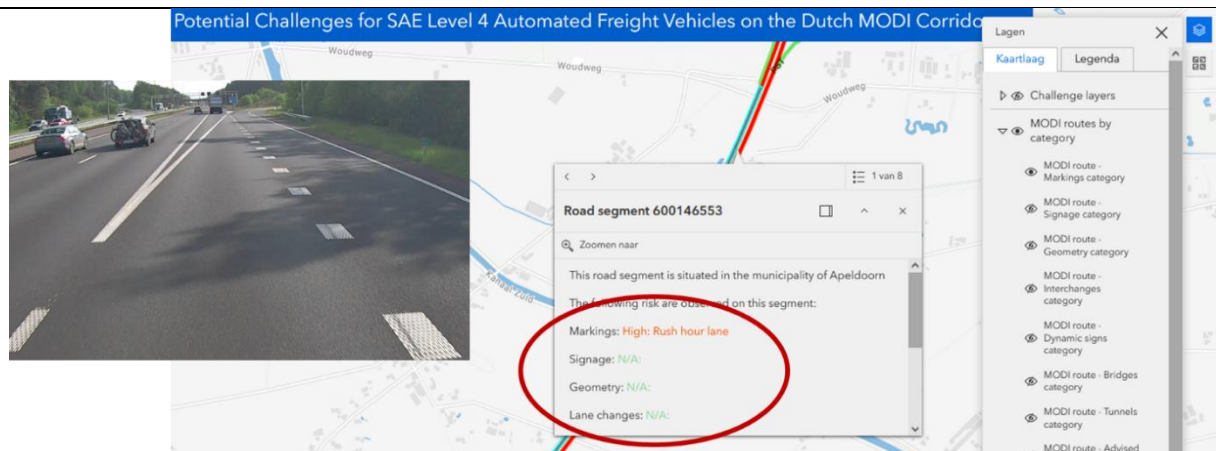 Potential Challenges for SAE Level 4 Automated Freight Vehicles on the Dutch MODI Corrido
Woudweg
Woudweg
Woudweg
Kanaal Zuid
1 van 8
Road segment 600146553
Zoomen naar
This road segment is situated in the municipality of Apeldoorn
The following risk are observed on this segment:
Markings: High: Rush hour lane
Signage: N/A:
Geometry: N/A:
Lane changes: N/A:
Lagen
Kaartlaag
Legenda
Challenge layers
MODI routes by
category
MODI route -
Markings category
MODI route -
Signage category
MODI route -
Geometry category
MODI route -
Interchanges
category
MODI route -
Dynamic signs
category
MODI route - Bridges
category
MODI route - Tunnels
category
MODI route - Advised